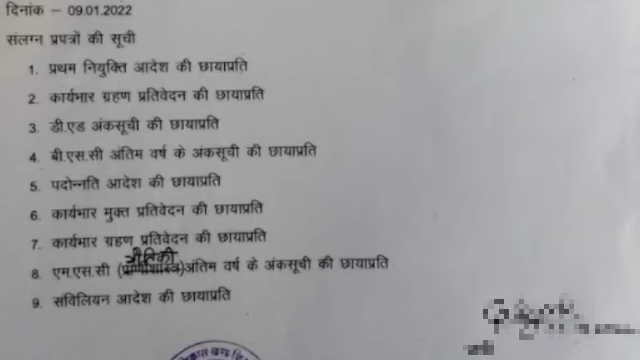 दिनांक – 09.01.2022
संलग्न प्रपत्रों की सूची
1. प्रथम नियुक्ति आदेश की छायाप्रति
2. कार्यभार ग्रहण प्रतिवेदन की छायाप्रति
3. डी.एड अंकसूची की छायाप्रति
4. बी.एस.सी अंतिम वर्ष के अंकसूची की छायाप्रति
5. पदोन्नति आदेश की छायाप्रति
6. कार्यभार मुक्त प्रतिवेदन की छायाप्रति
7. कार्यभार ग्रहण प्रतिवेदन की छायाप्रति
भौतिकी
8. एम.एस.सी (प्राणीशास्त्र)अंतिम वर्ष के अंकसूची की छायाप्रति
9. संविलियन आदेश की छायाप्रति
खण्ड